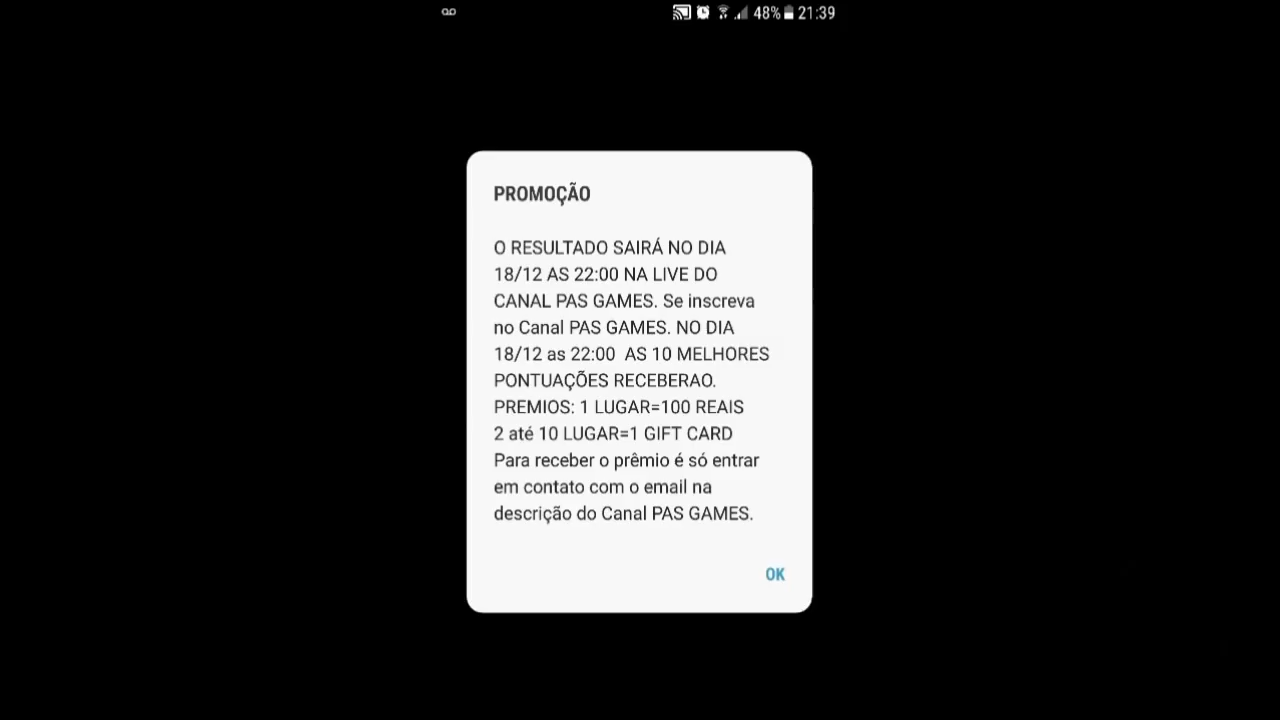 48% 21:39
PROMOÇÃO
O RESULTADO SAIRÁ NO DIA
18/12 AS 22:00 NA LIVE DO
CANAL PAS GAMES. Se inscreva
no Canal PAS GAMES. NO DIA
18/12 as 22:00  AS 10 MELHORES
PONTUAÇÕES RECEBERAO.
PREMIOS: 1 LUGAR=100 REAIS
2 até 10 LUGAR=1 GIFT CARD
Para receber o prêmio é só entrar
em contato com o email na
descrição do Canal PAS GAMES.
OK